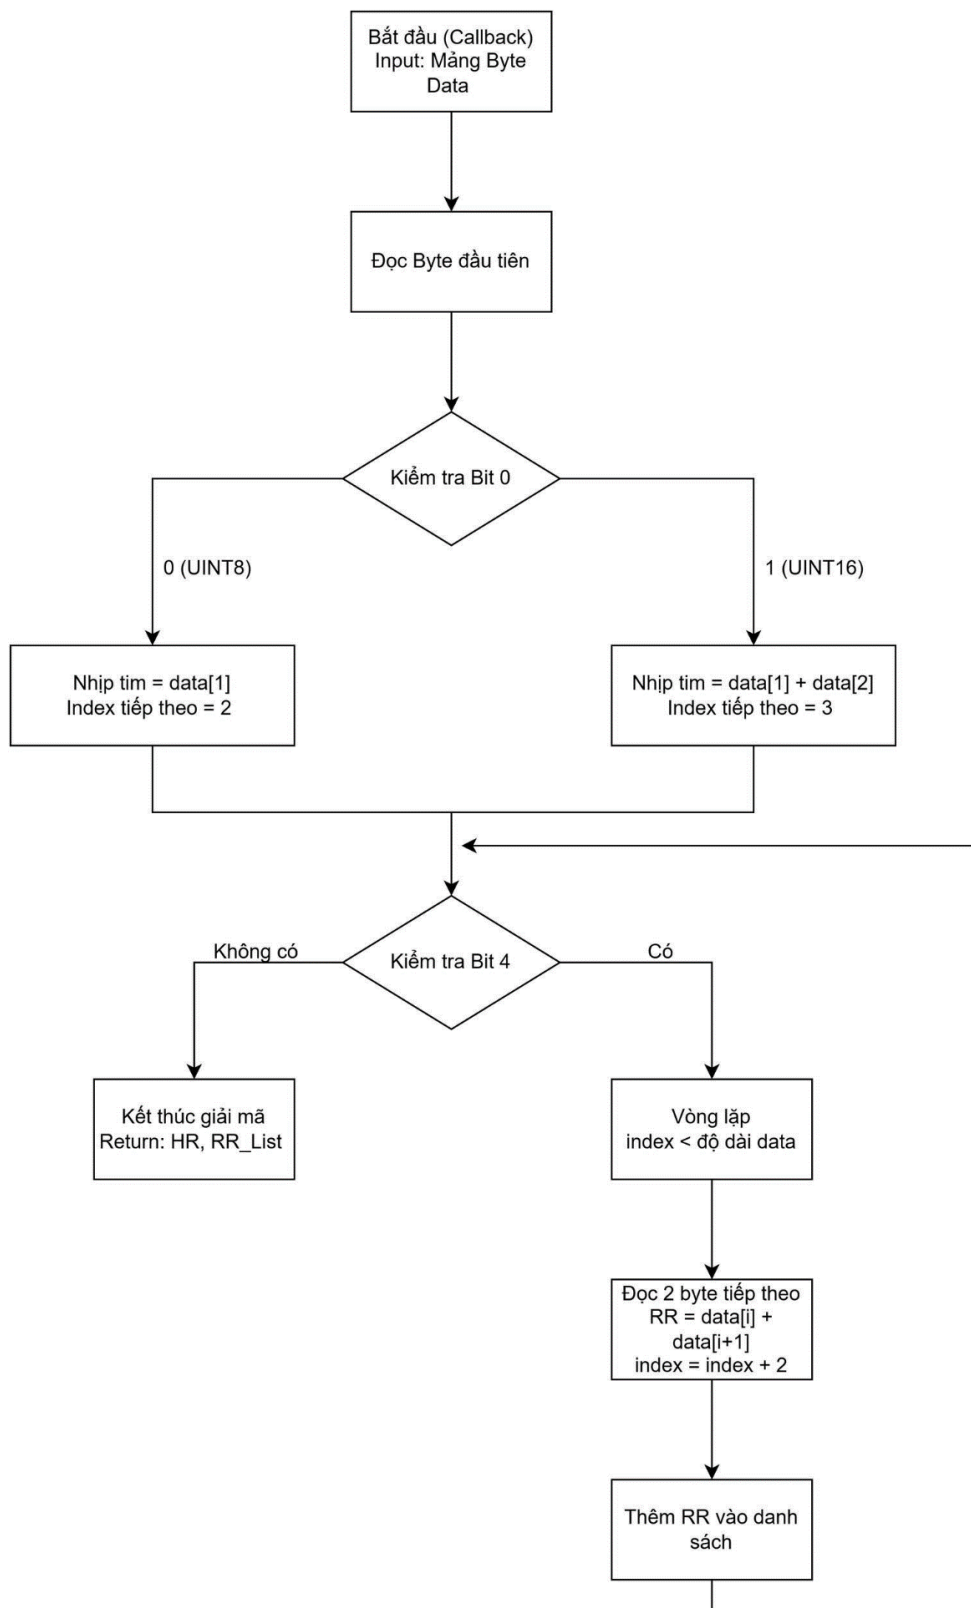 Bắt đầu (Callback)
Input: Mảng Byte
Data
Đọc Byte đầu tiên
Kiểm tra Bit 0
0 (UINT8)
1 (UINT16)
Nhịp tim = data[1]
Index tiếp theo = 2
Nhịp tim = data[1] + data[2]
Index tiếp theo = 3
Kiểm tra Bit 4
Không có
Có
Kết thúc giải mã
Return: HR, RR_List
Vòng lặp
index < độ dài data
Đọc 2 byte tiếp theo
RR = data[i] +
data[i+1]
index = index + 2
Thêm RR vào danh
sách